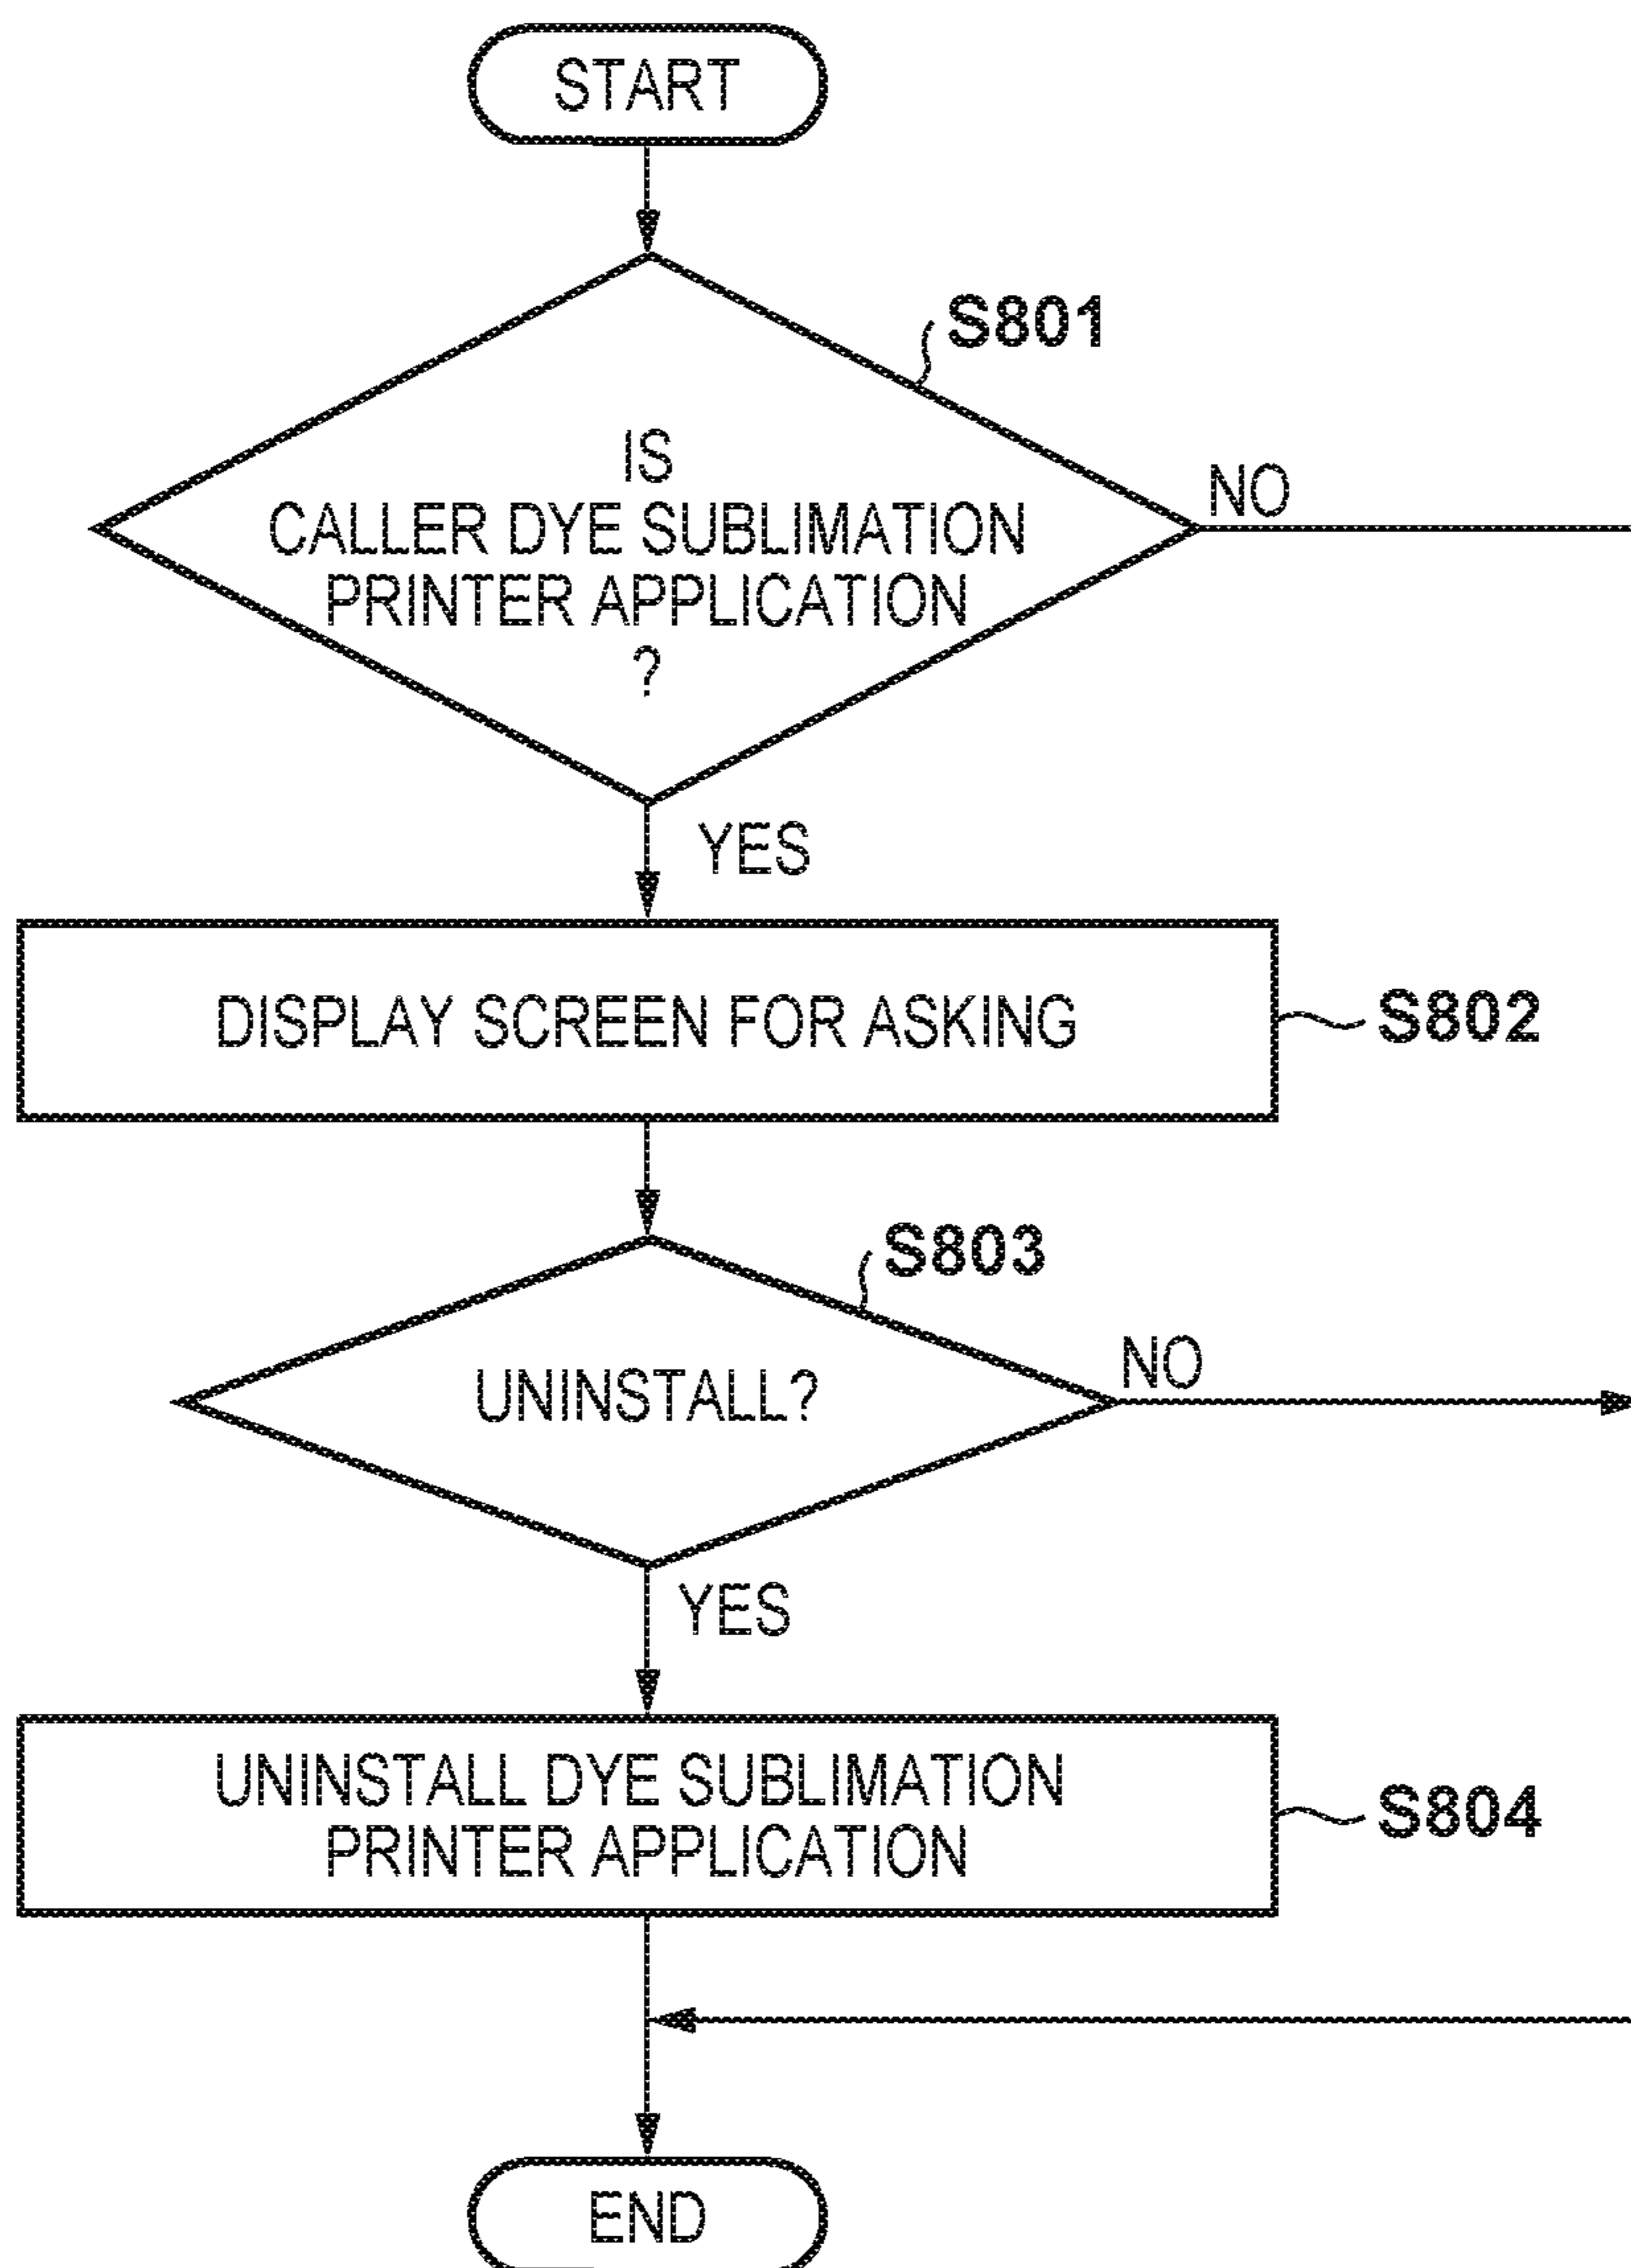 START
S801
IS
CALLER DYE SUBLIMATION
PRINTER APPLICATION
?
NO
YES
DISPLAY SCREEN FOR ASKING
S802
S803
UNINSTALL?
NO
YES
UNINSTALL DYE SUBLIMATION
PRINTER APPLICATION
S804
END